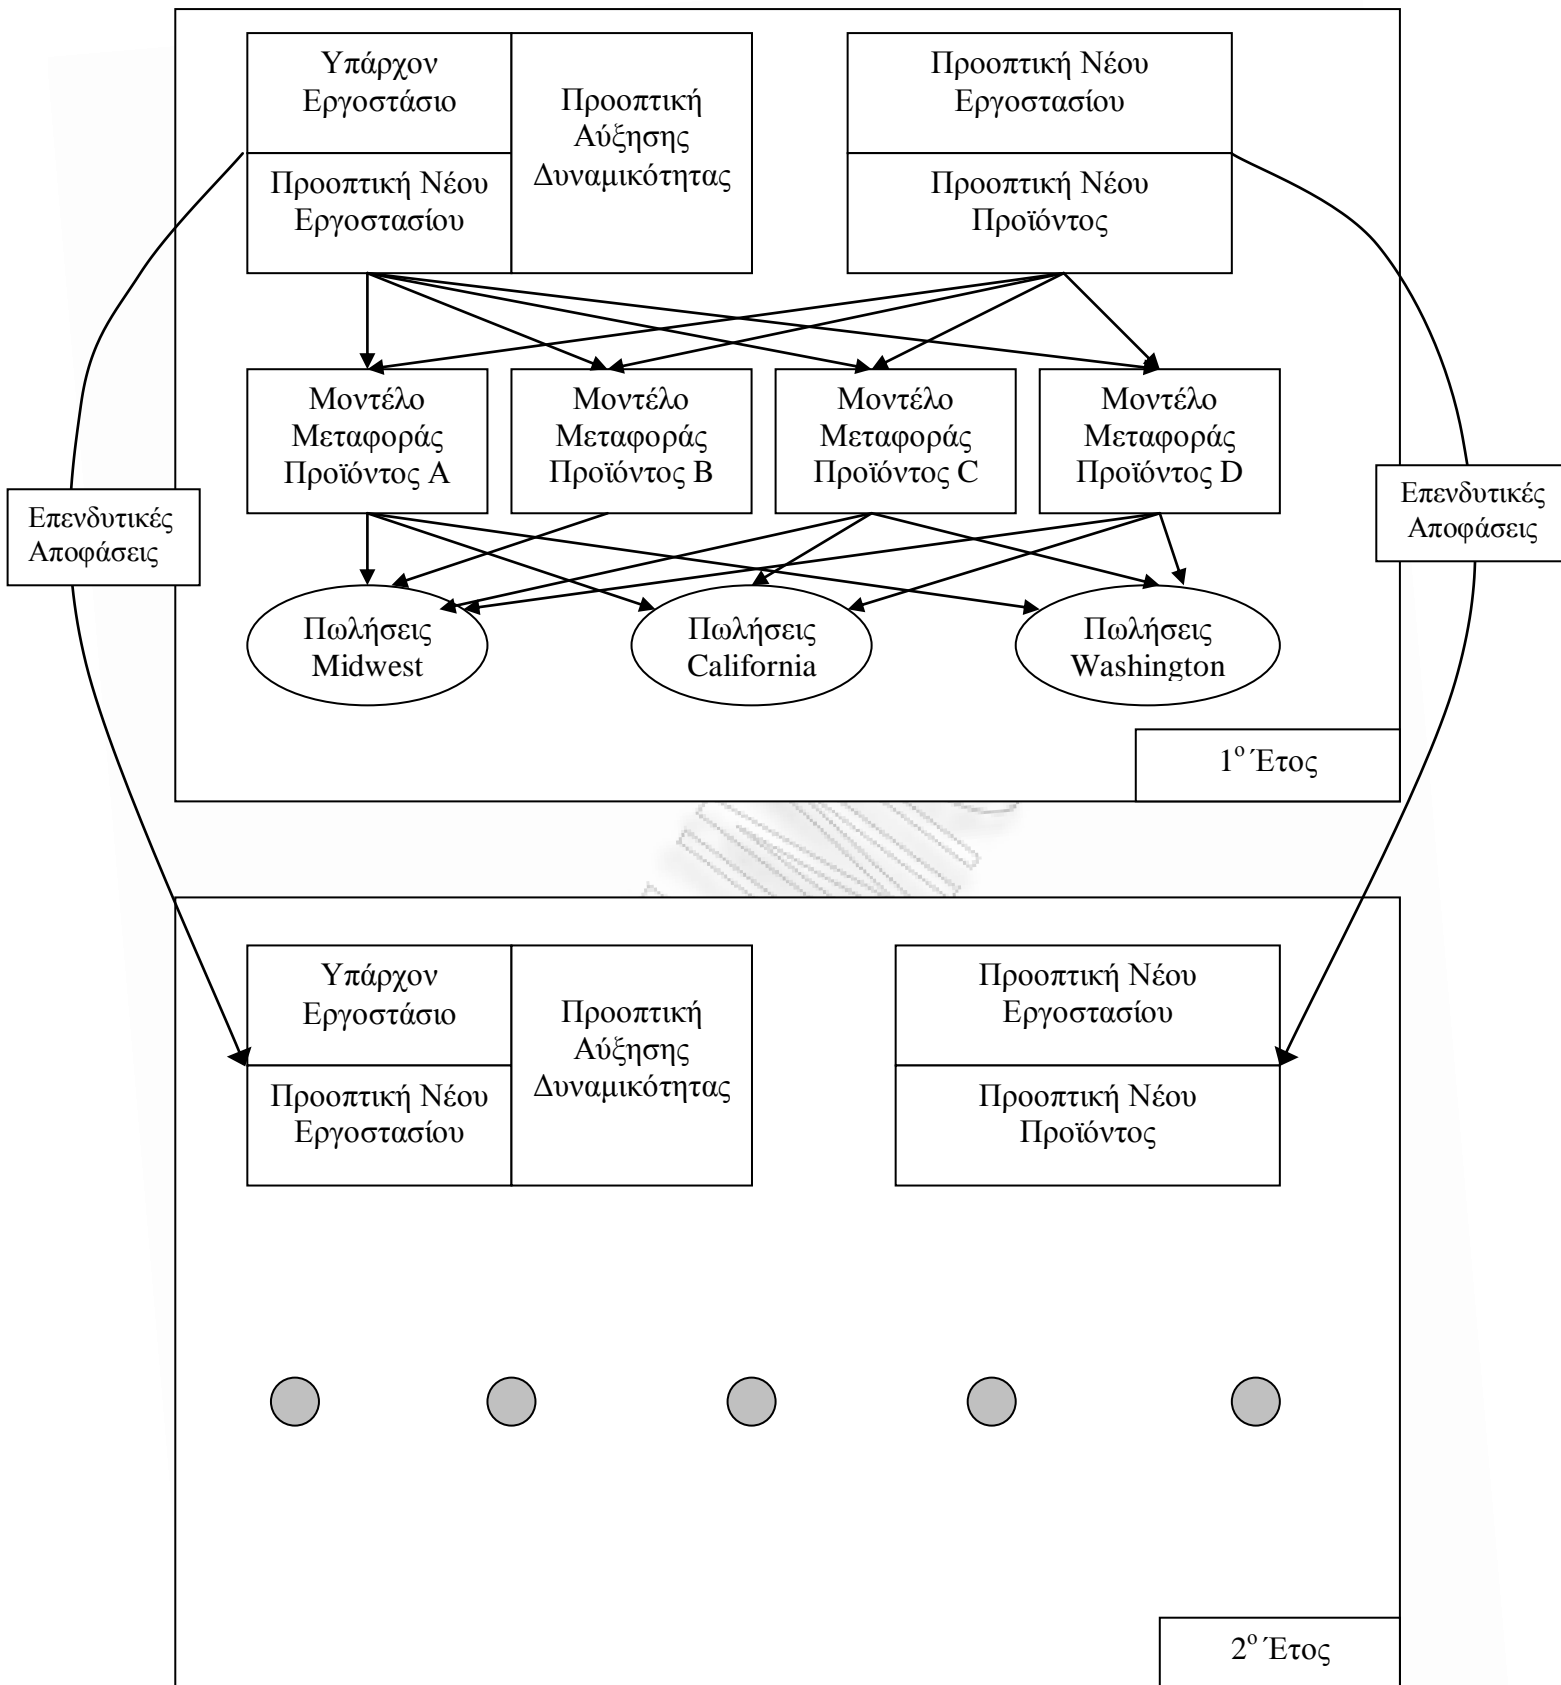 Υπάρχον
Εργοστάσιο
Προοπτική
Αύξησης
Δυναμικότητας
Προοπτική Νέου
Εργοστασίου
Προοπτική Νέου
Εργοστασίου
Προοπτική Νέου
Προϊόντος
Μοντέλο
Μεταφοράς
Προϊόντος A
Μοντέλο
Μεταφοράς
Προϊόντος B
Μοντέλο
Μεταφοράς
Προϊόντος C
Μοντέλο
Μεταφοράς
Προϊόντος D
Επενδυτικές
Αποφάσεις
Επενδυτικές
Αποφάσεις
Πωλήσεις
Midwest
Πωλήσεις
California
Πωλήσεις
Washington
1º Έτος
Υπάρχον
Εργοστάσιο
Προοπτική
Αύξησης
Δυναμικότητας
Προοπτική Νέου
Εργοστασίου
Προοπτική Νέου
Εργοστασίου
Προοπτική Νέου
Προϊόντος
2º Έτος